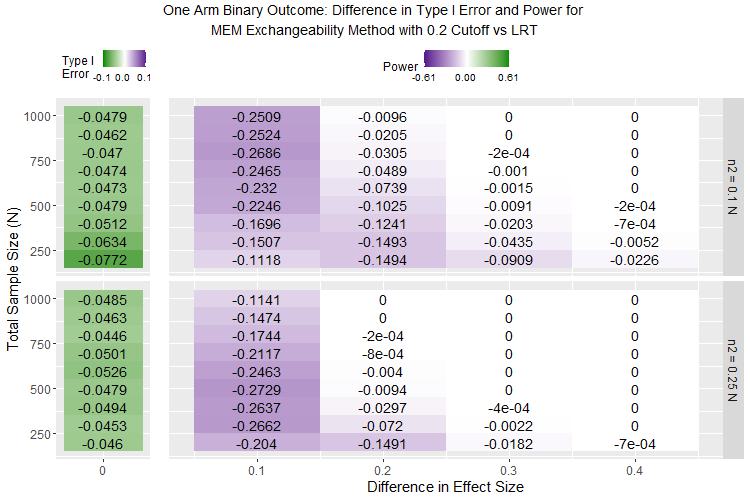 One Arm Binary Outcome: Difference in Type I Error and Power for
MEM Exchangeability Method with 0.2 Cutoff vs LRT
Type I
Error -0.1 0.0 0.1
Power -0.61 0.00 0.61
Total Sample Size (N)
1000 -0.0479 -0.2509 -0.0096 0 0
-0.0462 -0.2524 -0.0205 0 0
-0.047 -0.2686 -0.0305 -2e-04 0
750 -0.0474 -0.2465 -0.0489 -0.001 0
-0.0473 -0.232 -0.0739 -0.0015 0
500 -0.0479 -0.2246 -0.1025 -0.0091 -2e-04
-0.0512 -0.1696 -0.1241 -0.0203 -7e-04
-0.0634 -0.1507 -0.1493 -0.0435 -0.0052
250 -0.0772 -0.1118 -0.1494 -0.0909 -0.0226
n2 = 0.1 N
1000 -0.0485 -0.1141 0 0 0
-0.0463 -0.1474 0 0 0
-0.0446 -0.1744 -2e-04 0 0
750 -0.0501 -0.2117 -8e-04 0 0
-0.0526 -0.2463 -0.004 0 0
500 -0.0479 -0.2729 -0.0094 0 0
-0.0494 -0.2637 -0.0297 -4e-04 0
-0.0453 -0.2662 -0.072 -0.0022 0
250 -0.046 -0.204 -0.1491 -0.0182 -7e-04
n2 = 0.25 N
0 0.1 0.2 0.3 0.4
Difference in Effect Size